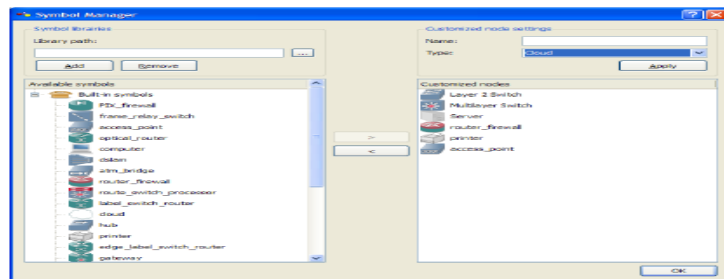 Symbol Manager
Symbol libraries
Library path:
...
Add
Remove
Available symbols
Built-in symbols
PIX_firewall
frame_relay_switch
access_point
optical_router
computer
dslam
atm_bridge
router_firewall
route_switch_processor
label_switch_router
cloud
hub
printer
edge_label_switch_router
gateway
>
<
Customized node settings
Name:
Type:
Cloud
Apply
Customized nodes
Layer 2 Switch
Multilayer Switch
Server
router_firewall
printer
access_point
OK